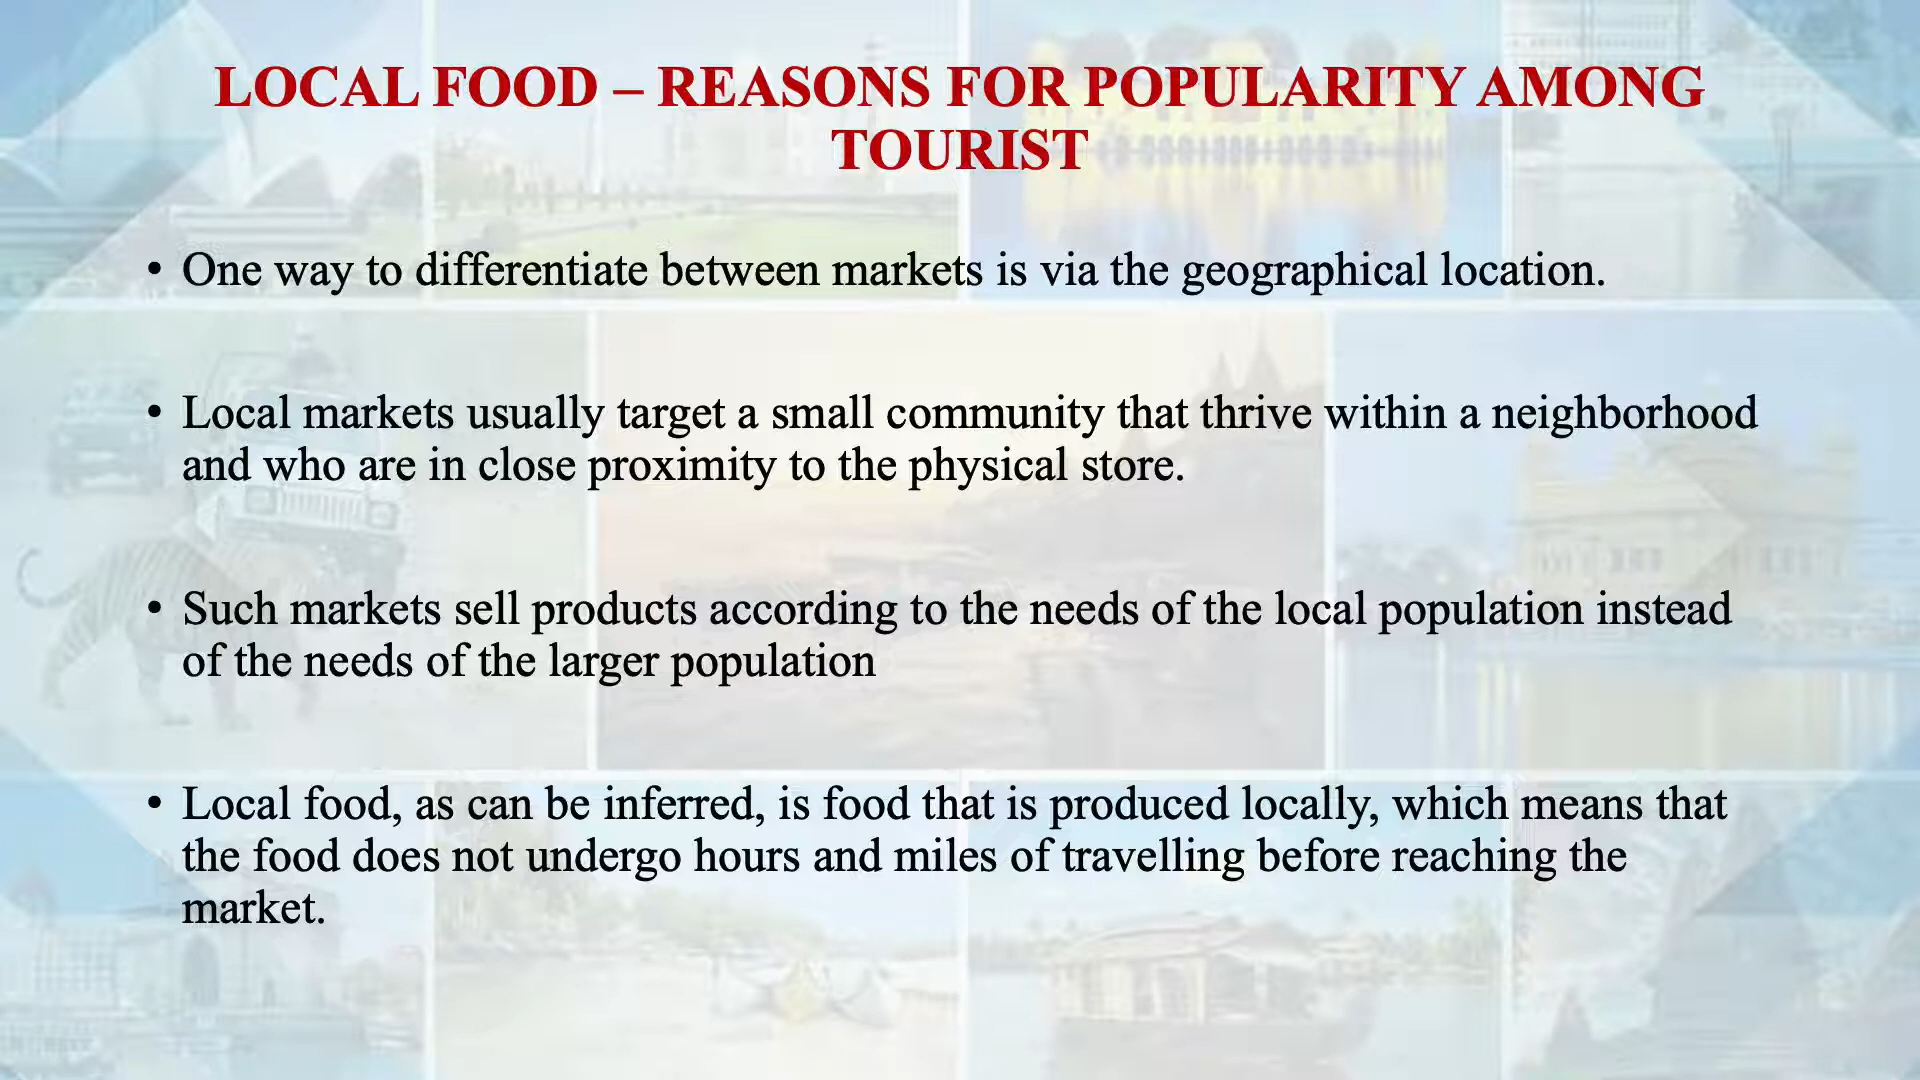 LOCAL FOOD – REASONS FOR POPULARITY AMONG
TOURIST
• One way to differentiate between markets is via the geographical location.
• Local markets usually target a small community that thrive within a neighborhood
and who are in close proximity to the physical store.
• Such markets sell products according to the needs of the local population instead
of the needs of the larger population
• Local food, as can be inferred, is food that is produced locally, which means that
the food does not undergo hours and miles of travelling before reaching the
market.